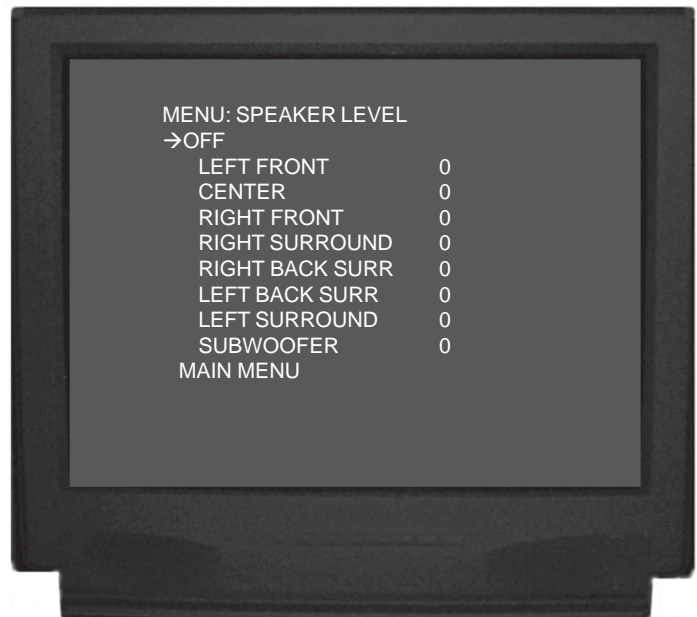 MENU: SPEAKER LEVEL
→OFF
LEFT FRONT 0
CENTER 0
RIGHT FRONT 0
RIGHT SURROUND 0
RIGHT BACK SURR 0
LEFT BACK SURR 0
LEFT SURROUND 0
SUBWOOFER 0
MAIN MENU